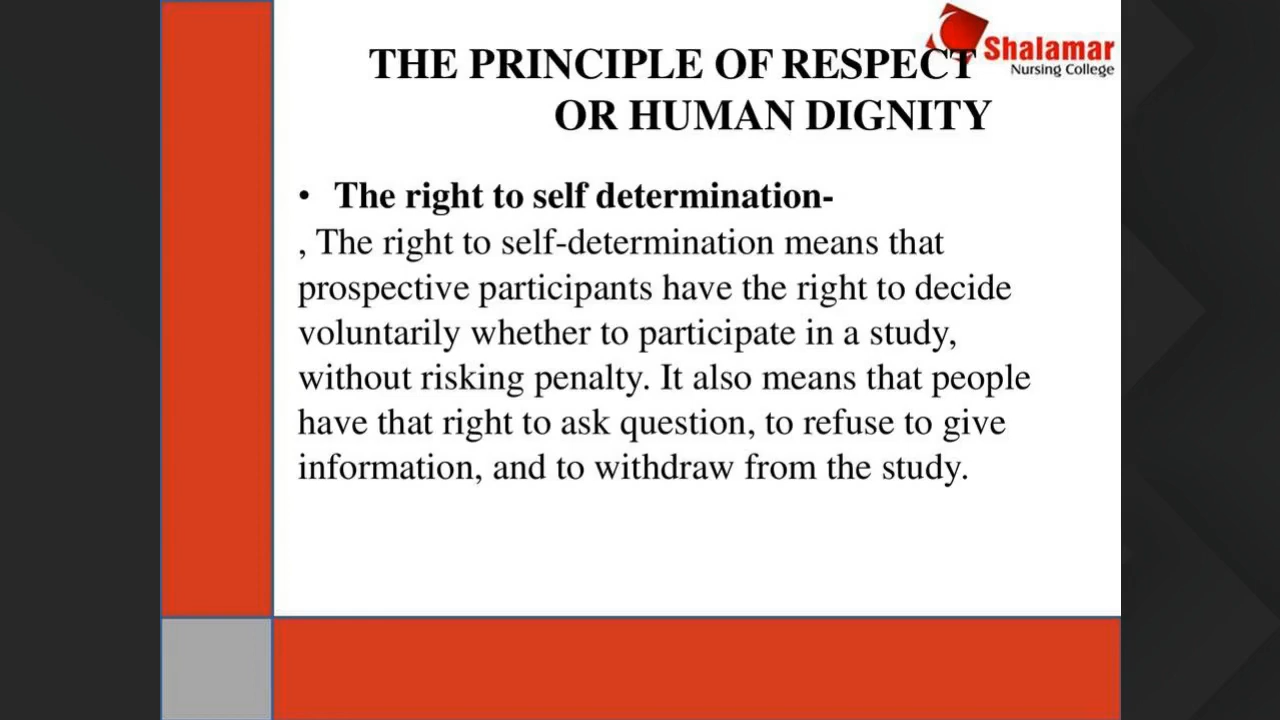 Shalamar
Nursing College
THE PRINCIPLE OF RESPECT
OR HUMAN DIGNITY
• The right to self determination-
, The right to self-determination means that
prospective participants have the right to decide
voluntarily whether to participate in a study,
without risking penalty. It also means that people
have that right to ask question, to refuse to give
information, and to withdraw from the study.